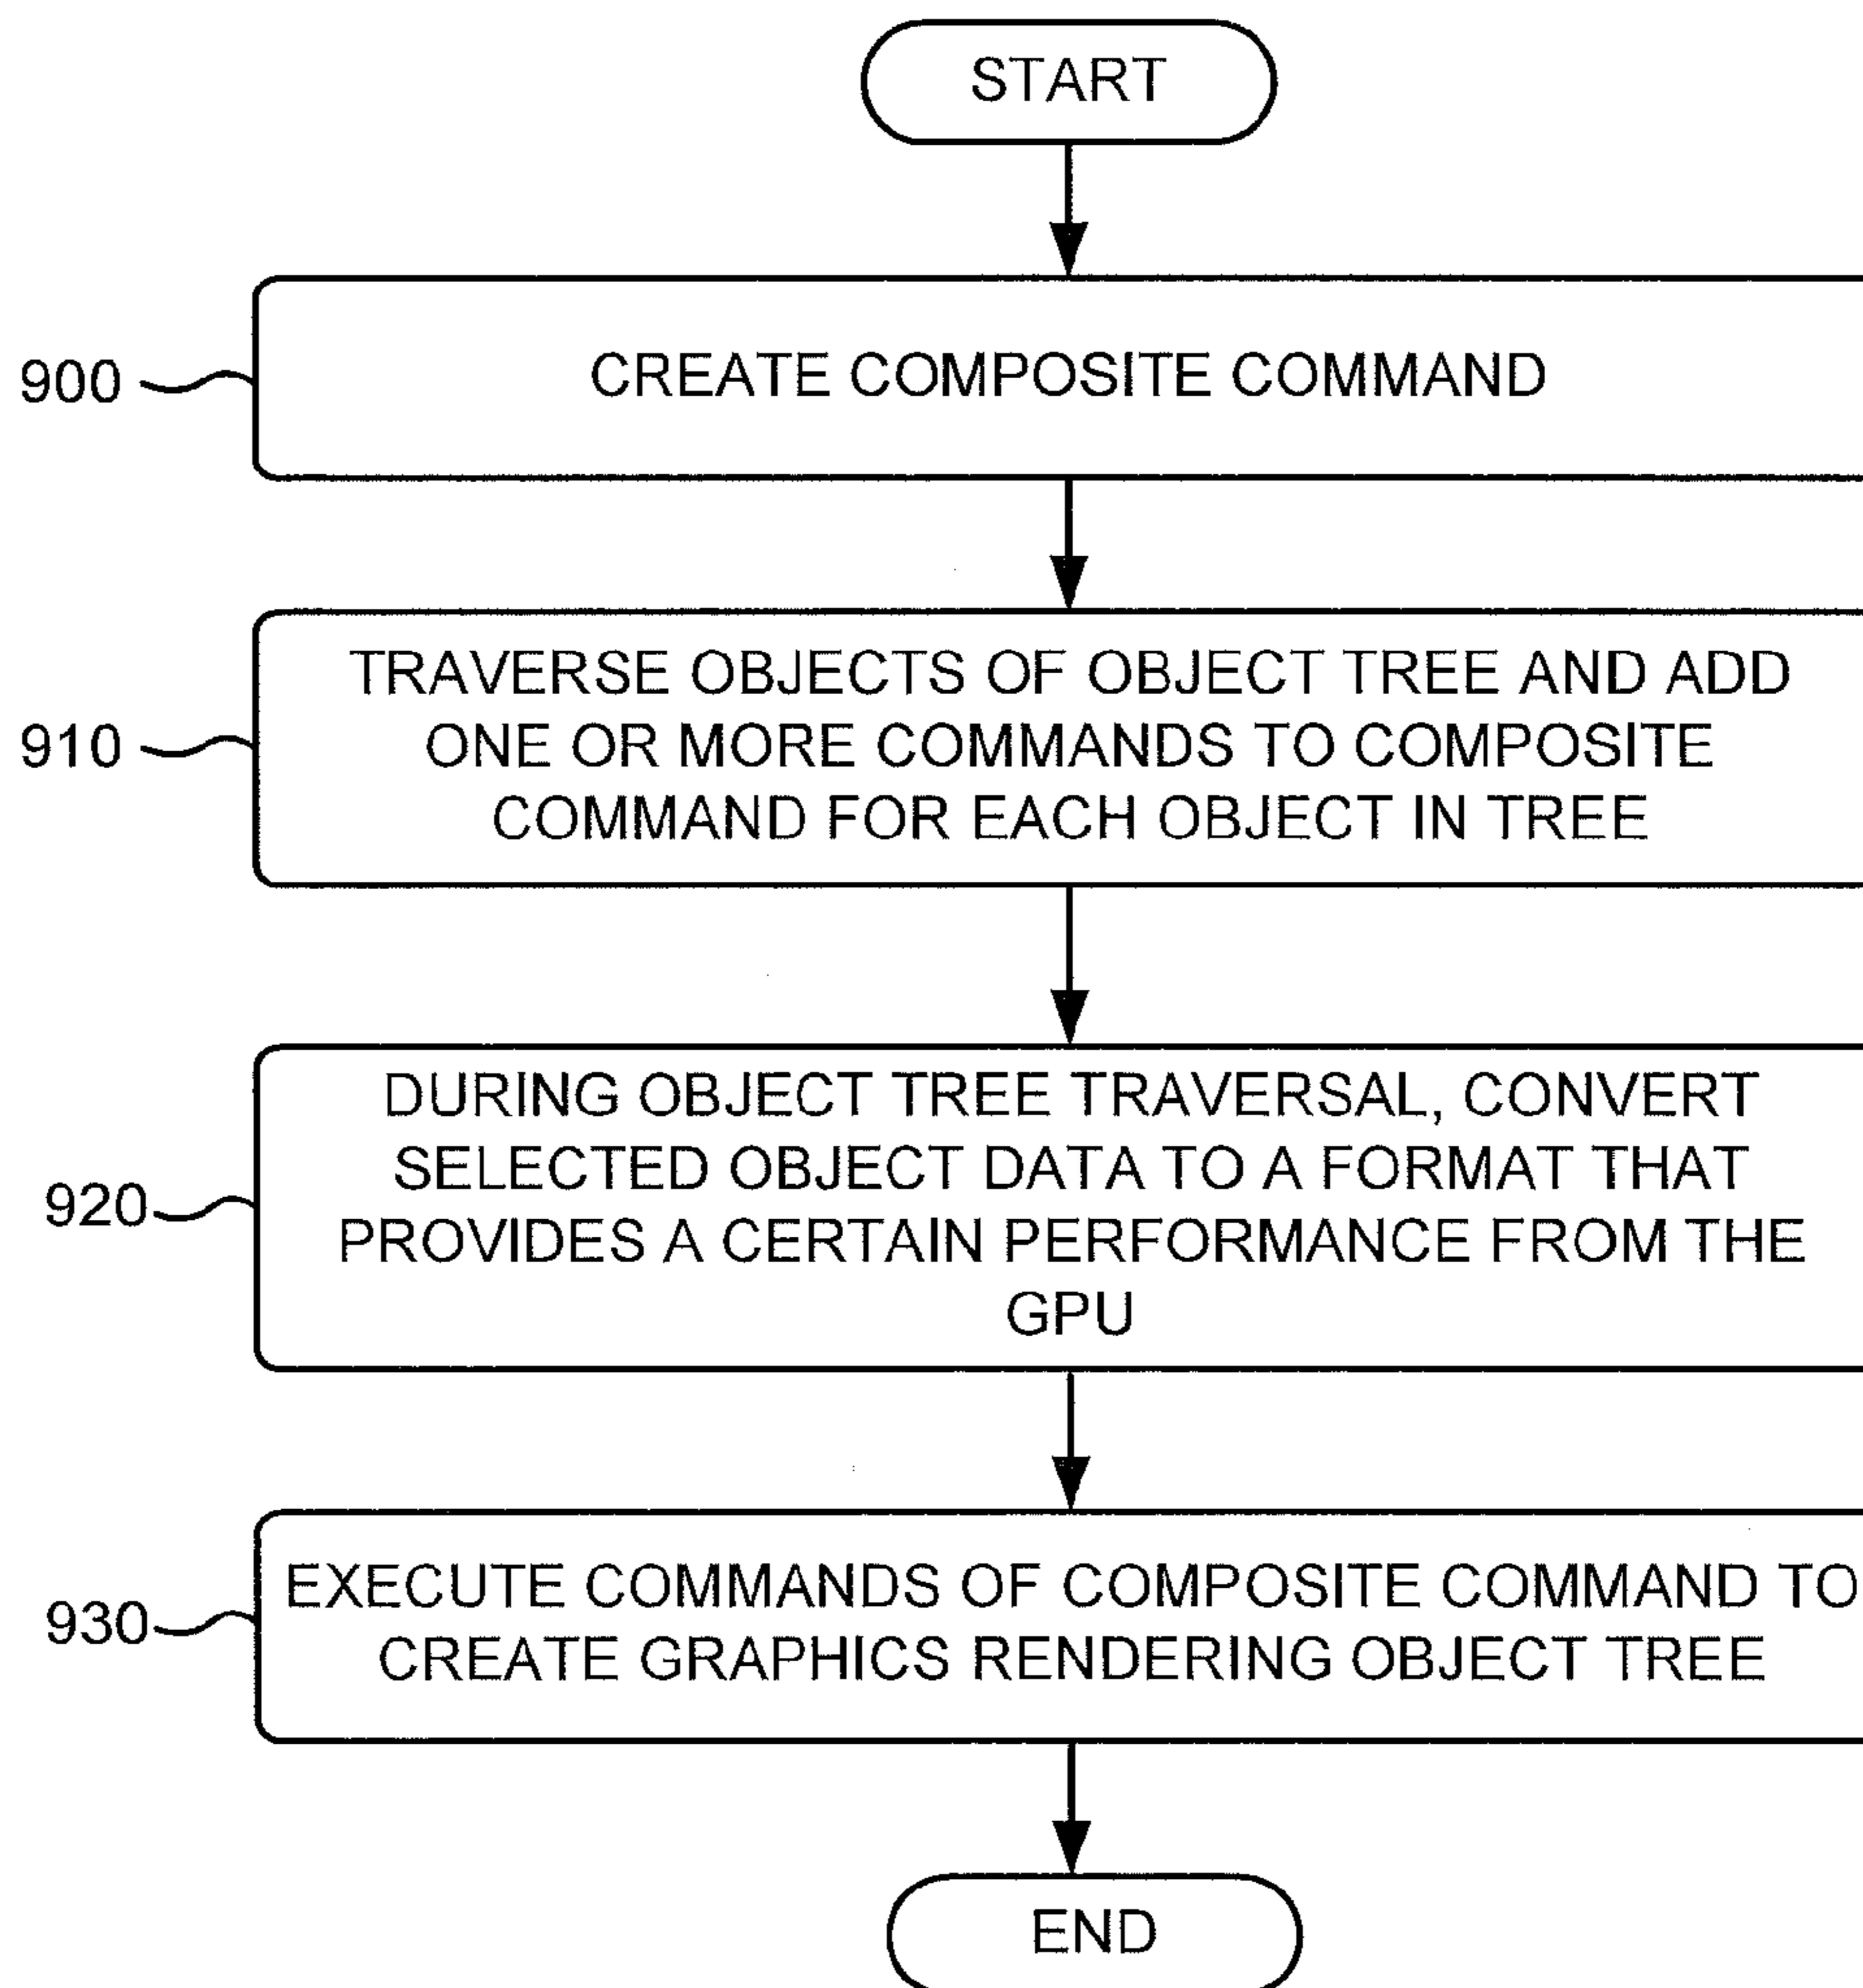 START
900
CREATE COMPOSITE COMMAND
910
TRAVERSE OBJECTS OF OBJECT TREE AND ADD
ONE OR MORE COMMANDS TO COMPOSITE
COMMAND FOR EACH OBJECT IN TREE
920
DURING OBJECT TREE TRAVERSAL, CONVERT
SELECTED OBJECT DATA TO A FORMAT THAT
PROVIDES A CERTAIN PERFORMANCE FROM THE
GPU
930
EXECUTE COMMANDS OF COMPOSITE COMMAND TO
CREATE GRAPHICS RENDERING OBJECT TREE
END